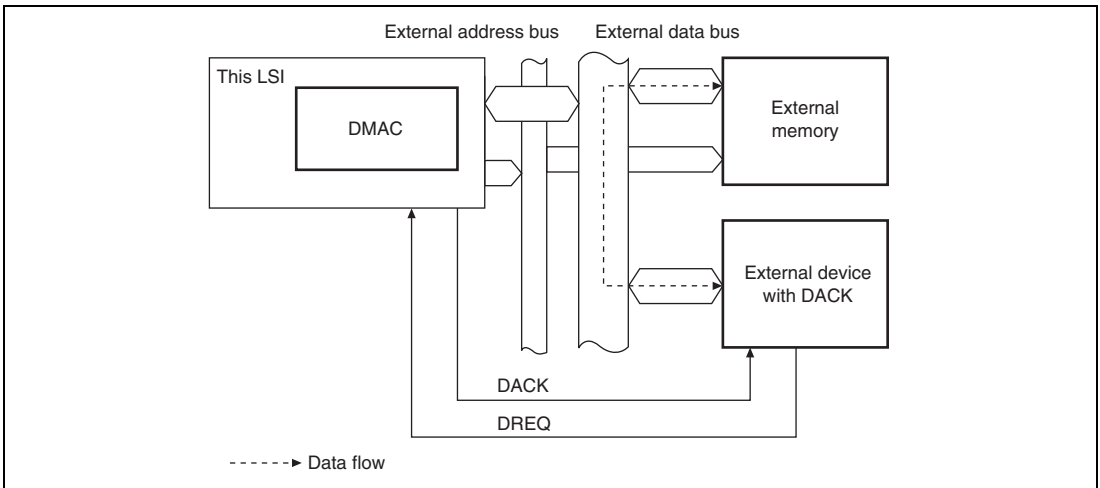 External address bus
External data bus
This LSI
DMAC
External
memory
External device
with DACK
DACK
DREQ
Data flow